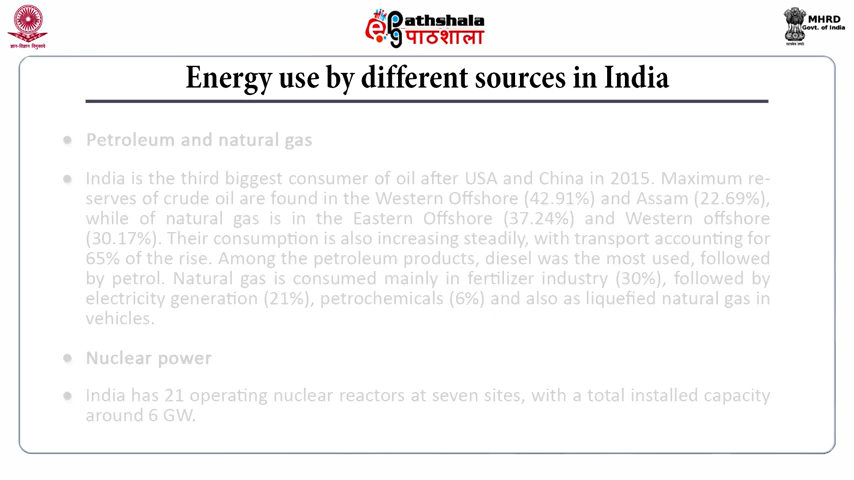 ePathshala
पाठशाला
MHRD
Govt. of India
ज्ञान-विज्ञान विमुक्तये
सत्यमेव जयते
Energy use by different sources in India
• Petroleum and natural gas
• India is the third biggest consumer of oil after USA and China in 2015. Maximum re-
serves of crude oil are found in the Western Offshore (42.91%) and Assam (22.69%),
while of natural gas is in the Eastern Offshore (37.24%) and Western offshore
(30.17%). Their consumption is also increasing steadily, with transport accounting for
65% of the rise. Among the petroleum products, diesel was the most used, followed
by petrol. Natural gas is consumed mainly in fertilizer industry (30%), followed by
electricity generation (21%), petrochemicals (6%) and also as liquefied natural gas in
vehicles.
• Nuclear power
• India has 21 operating nuclear reactors at seven sites, with a total installed capacity
around 6 GW.